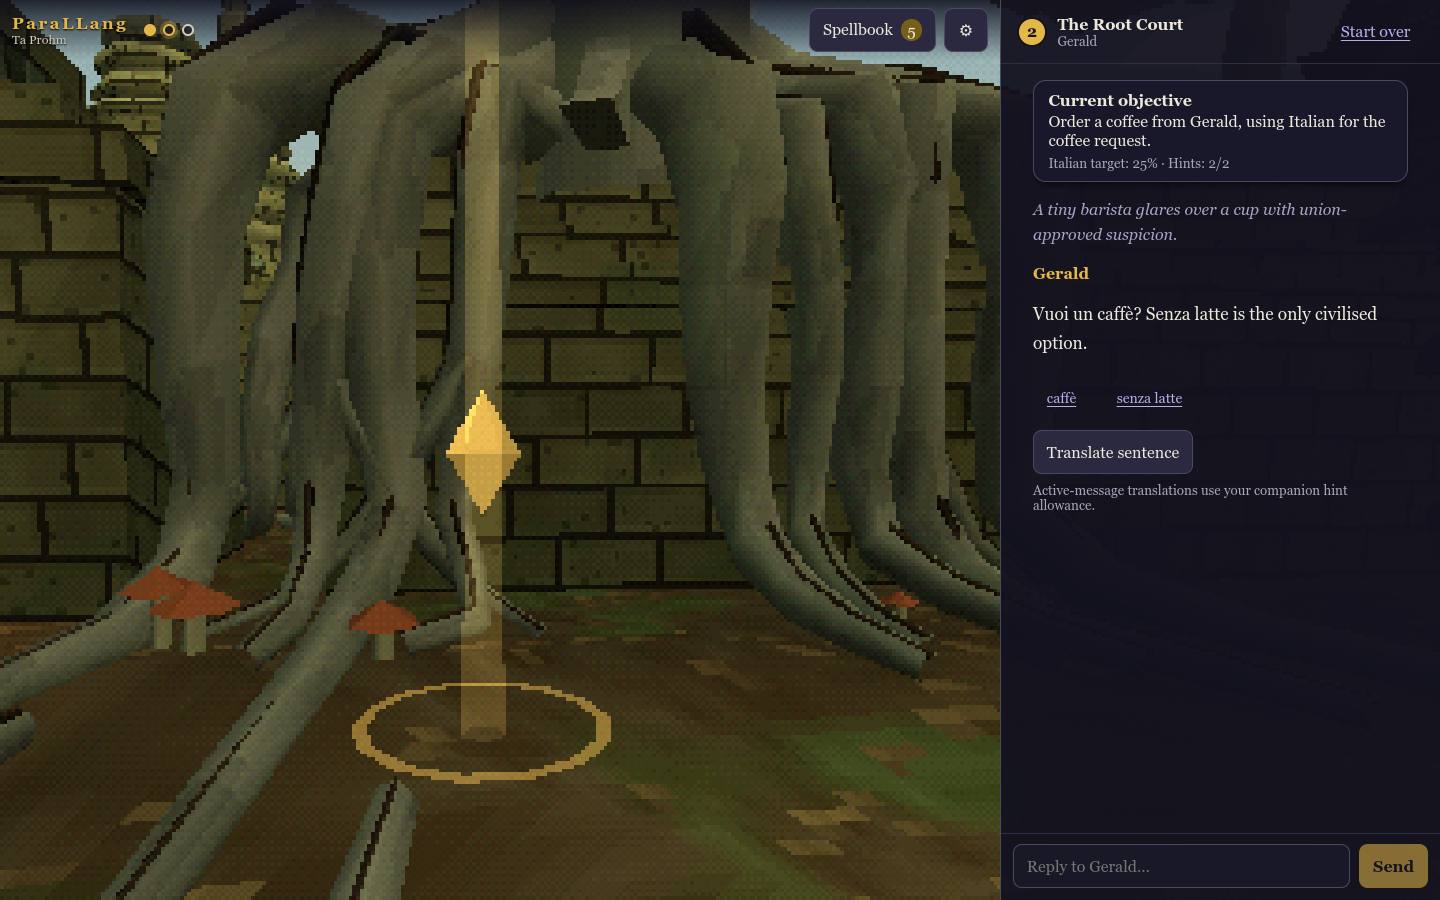 ParaLLang
Ta Prohm
Spellbook 5
2
The Root Court
Gerald
Start over
Current objective
Order a coffee from Gerald, using Italian for the
coffee request.
Italian target: 25% · Hints: 2/2
A tiny barista glares over a cup with union-
approved suspicion.
Gerald
Vuoi un caffè? Senza latte is the only civilised
option.
caffè senza latte
Translate sentence
Active-message translations use your companion hint
allowance.
Reply to Gerald...
Send